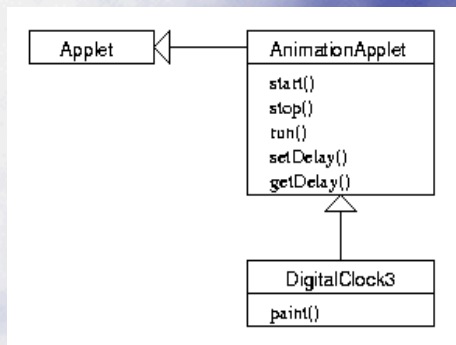 Applet
AnimationApplet
start()
stop()
run()
setDelay()
getDelay()
DigitalClock3
paint()